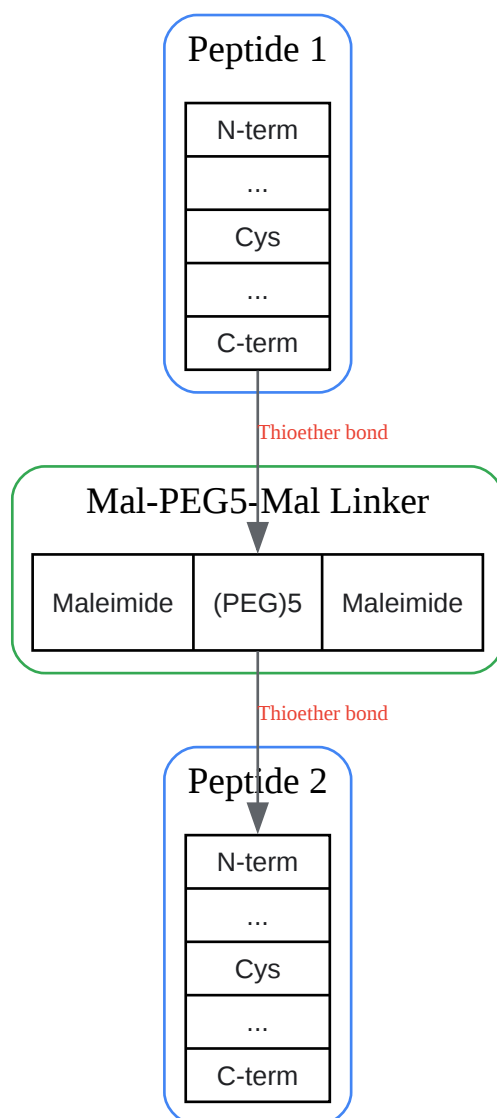 Peptide 1
N-term
...
Cys
...
C-term
Thioether bond
Mal-PEG5-Mal Linker
Maleimide (PEG)5 Maleimide
Thioether bond
Peptide 2
N-term
...
Cys
...
C-term